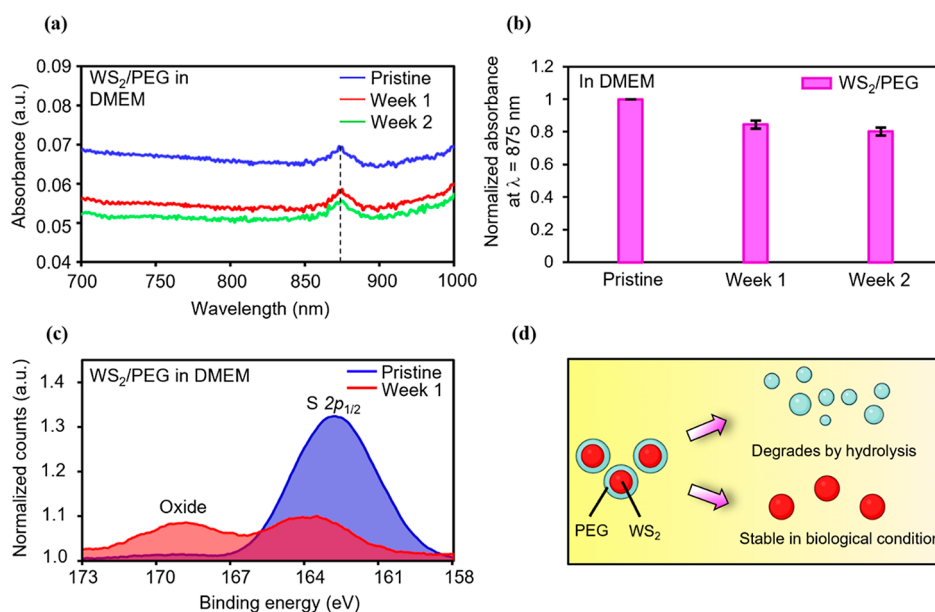 (a)
0.09
0.08
0.07
0.06
0.05
0.04
Absorbance (a.u.)
WS₂/PEG in
DMEM
Pristine
Week 1
Week 2
700 750 800 850 900 950 1000
Wavelength (nm)
(b)
1.2
1
0.8
0.6
0.4
0.2
0
Normalized absorbance
at λ = 875 nm
In DMEM
WS₂/PEG
Pristine Week 1 Week 2
(c)
1.4
1.3
1.2
1.1
1.0
Normalized counts (a.u.)
WS₂/PEG in DMEM
Pristine
Week 1
S 2p₁/₂
Oxide
173 170 167 164 161 158
Binding energy (eV)
(d)
Degrades by hydrolysis
PEG WS₂
Stable in biological condition